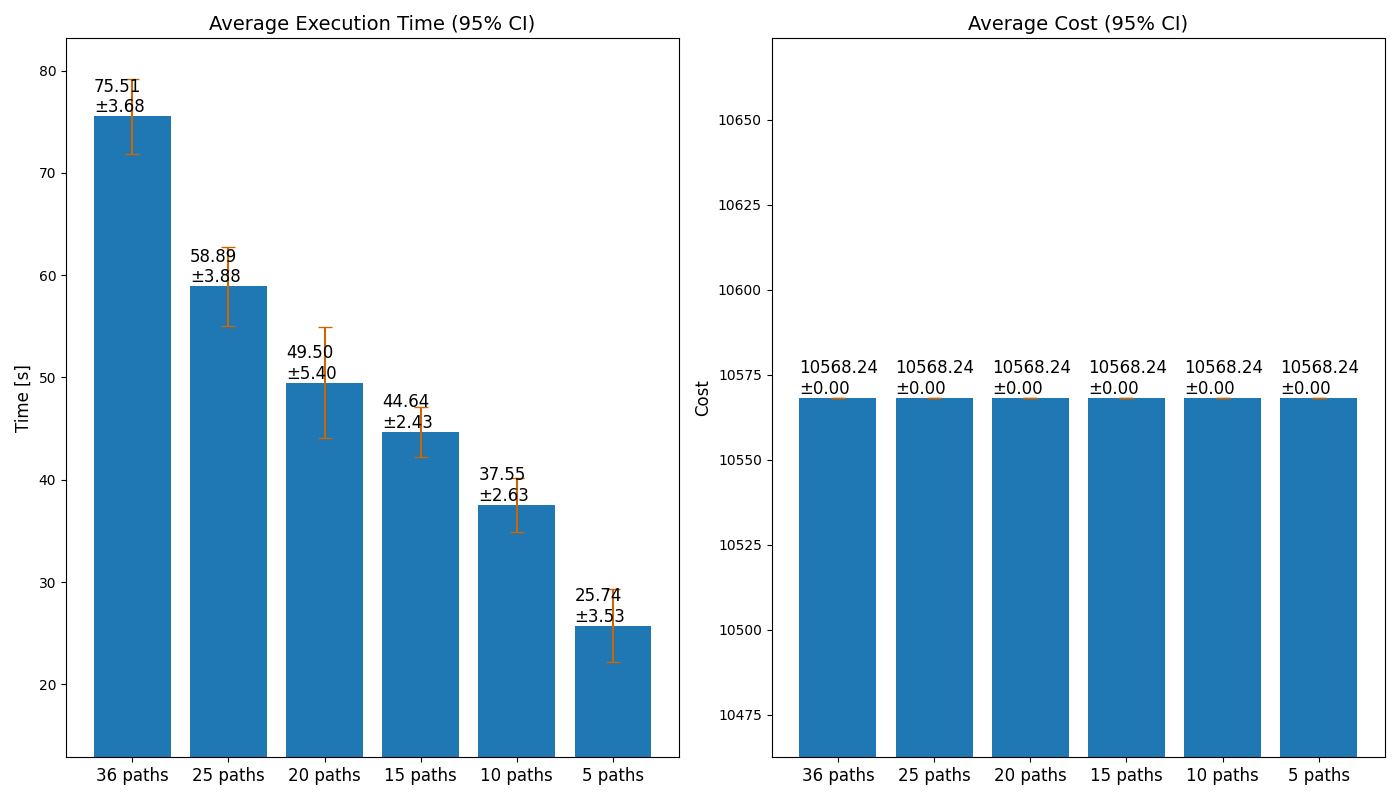 Average Execution Time (95% CI)
80
70
60
50
40
30
20
Time [s]
75.51
±3.68
58.89
±3.88
49.50
±5.40
44.64
±2.43
37.55
±2.63
25.74
±3.53
36 paths
25 paths
20 paths
15 paths
10 paths
5 paths
Average Cost (95% CI)
10650
10625
10600
10575
10550
10525
10500
10475
Cost
10568.24
±0.00
10568.24
±0.00
10568.24
±0.00
10568.24
±0.00
10568.24
±0.00
10568.24
±0.00
36 paths
25 paths
20 paths
15 paths
10 paths
5 paths